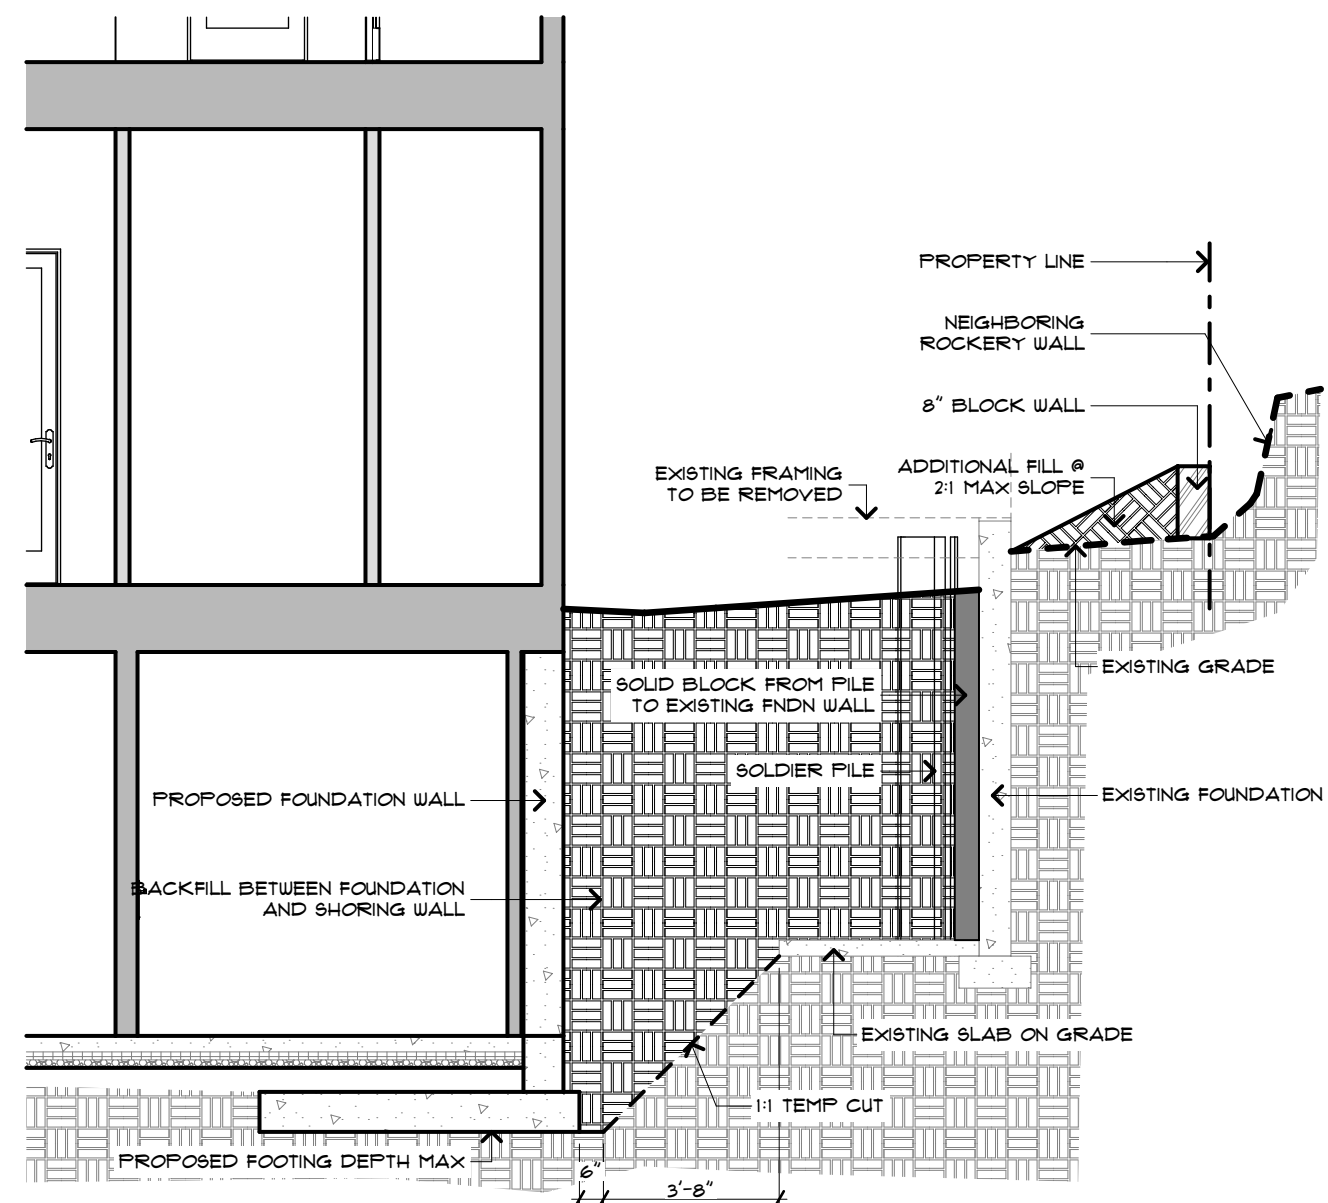 PROPERTY LINE
NEIGHBORING
ROCKERY WALL
8" BLOCK WALL
ADDITIONAL FILL @
2:1 MAX SLOPE
EXISTING FRAMING
TO BE REMOVED
EXISTING GRADE
SOLID BLOCK FROM PILE
TO EXISTING FNDN WALL
SOLDIER PILE
PROPOSED FOUNDATION WALL
EXISTING FOUNDATION
BACKFILL BETWEEN FOUNDATION
AND SHORING WALL
EXISTING SLAB ON GRADE
1:1 TEMP CUT
PROPOSED FOOTING DEPTH MAX
6"
3'-8"